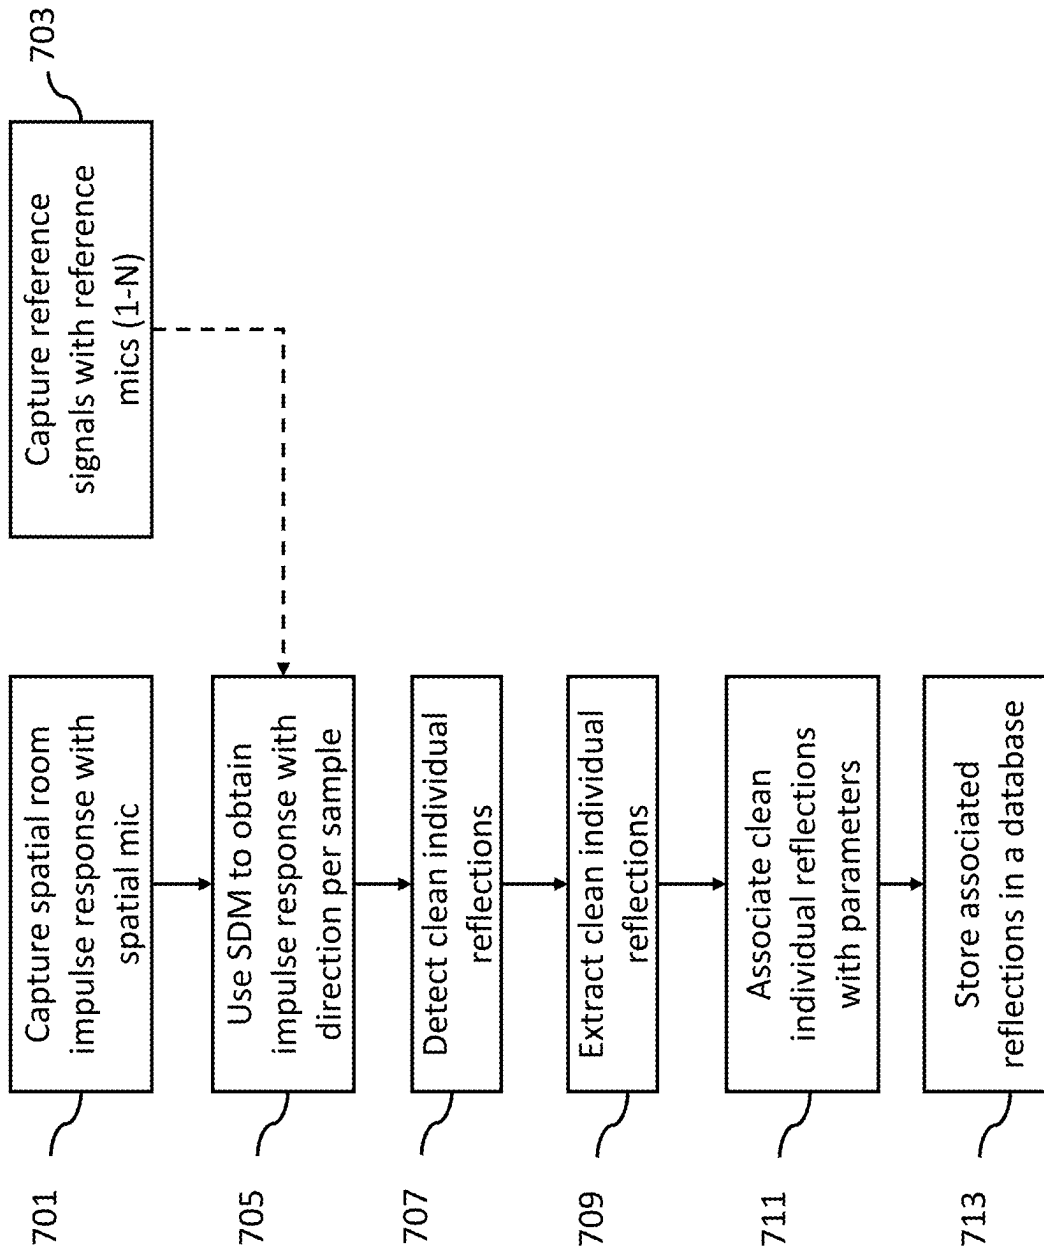 701
Capture spatial room
impulse response with
spatial mic
703
Capture reference
signals with reference
mics (1-N)
705
Use SDM to obtain
impulse response with
direction per sample
707
Detect clean individual
reflections
709
Extract clean individual
reflections
711
Associate clean
individual reflections
with parameters
713
Store associated
reflections in a database